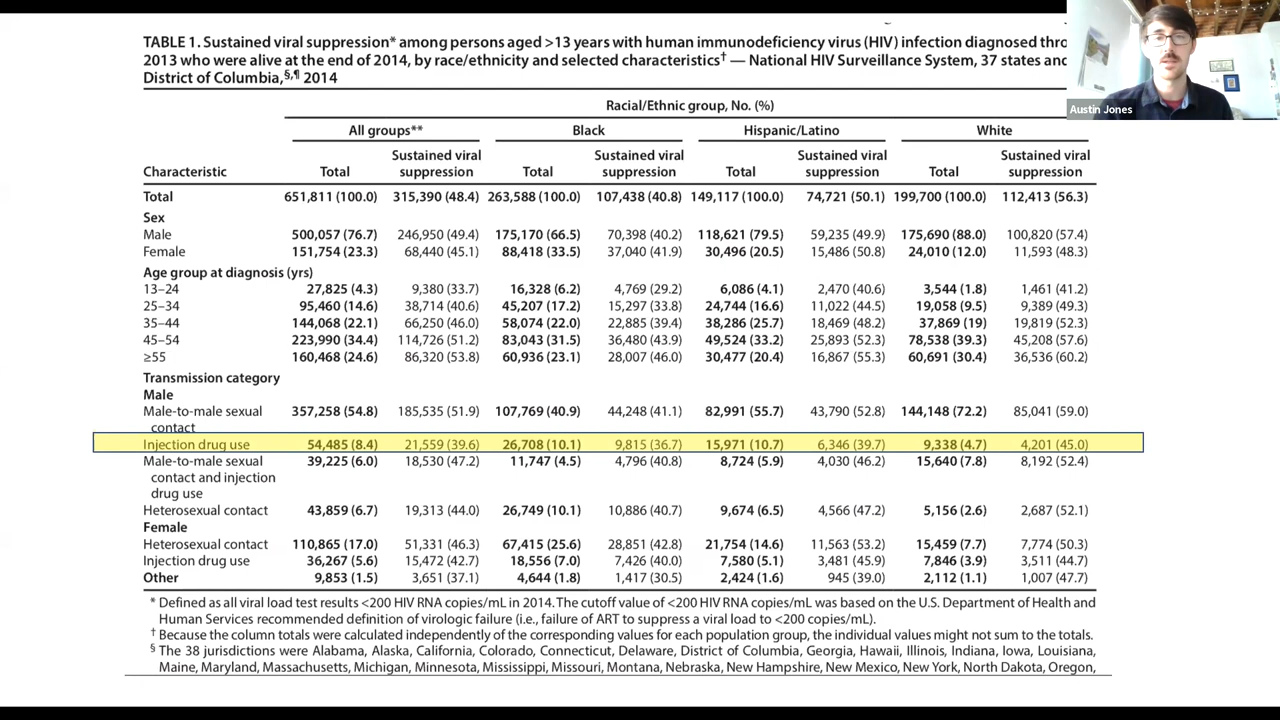 TABLE 1. Sustained viral suppression* among persons aged >13 years with human immunodeficiency virus (HIV) infection diagnosed thro
2013 who were alive at the end of 2014, by race/ethnicity and selected characteristics† — National HIV Surveillance System, 37 states and
District of Columbia,§,¶ 2014
Austin Jones
Racial/Ethnic group, No. (%)
All groups** Black Hispanic/Latino White
Sustained viral Sustained viral Sustained viral Sustained viral
Characteristic Total suppression Total suppression Total suppression Total suppression
Total 651,811 (100.0) 315,390 (48.4) 263,588 (100.0) 107,438 (40.8) 149,117 (100.0) 74,721 (50.1) 199,700 (100.0) 112,413 (56.3)
Sex
Male 500,057 (76.7) 246,950 (49.4) 175,170 (66.5) 70,398 (40.2) 118,621 (79.5) 59,235 (49.9) 175,690 (88.0) 100,820 (57.4)
Female 151,754 (23.3) 68,440 (45.1) 88,418 (33.5) 37,040 (41.9) 30,496 (20.5) 15,486 (50.8) 24,010 (12.0) 11,593 (48.3)
Age group at diagnosis (yrs)
13–24 27,825 (4.3) 9,380 (33.7) 16,328 (6.2) 4,769 (29.2) 6,086 (4.1) 2,470 (40.6) 3,544 (1.8) 1,461 (41.2)
25–34 95,460 (14.6) 38,714 (40.6) 45,207 (17.2) 15,297 (33.8) 24,744 (16.6) 11,022 (44.5) 19,058 (9.5) 9,389 (49.3)
35–44 144,068 (22.1) 66,250 (46.0) 58,074 (22.0) 22,885 (39.4) 38,286 (25.7) 18,469 (48.2) 37,869 (19) 19,819 (52.3)
45–54 223,990 (34.4) 114,726 (51.2) 83,043 (31.5) 36,480 (43.9) 49,524 (33.2) 25,893 (52.3) 78,538 (39.3) 45,208 (57.6)
≥55 160,468 (24.6) 86,320 (53.8) 60,936 (23.1) 28,007 (46.0) 30,477 (20.4) 16,867 (55.3) 60,691 (30.4) 36,536 (60.2)
Transmission category
Male
Male-to-male sexual 357,258 (54.8) 185,535 (51.9) 107,769 (40.9) 44,248 (41.1) 82,991 (55.7) 43,790 (52.8) 144,148 (72.2) 85,041 (59.0)
contact
Injection drug use 54,485 (8.4) 21,559 (39.6) 26,708 (10.1) 9,815 (36.7) 15,971 (10.7) 6,346 (39.7) 9,338 (4.7) 4,201 (45.0)
Male-to-male sexual 39,225 (6.0) 18,530 (47.2) 11,747 (4.5) 4,796 (40.8) 8,724 (5.9) 4,030 (46.2) 15,640 (7.8) 8,192 (52.4)
contact and injection
drug use
Heterosexual contact 43,859 (6.7) 19,313 (44.0) 26,749 (10.1) 10,886 (40.7) 9,674 (6.5) 4,566 (47.2) 5,156 (2.6) 2,687 (52.1)
Female
Heterosexual contact 110,865 (17.0) 51,331 (46.3) 67,415 (25.6) 28,851 (42.8) 21,754 (14.6) 11,563 (53.2) 15,459 (7.7) 7,774 (50.3)
Injection drug use 36,267 (5.6) 15,472 (42.7) 18,556 (7.0) 7,426 (40.0) 7,580 (5.1) 3,481 (45.9) 7,846 (3.9) 3,511 (44.7)
Other 9,853 (1.5) 3,651 (37.1) 4,644 (1.8) 1,417 (30.5) 2,424 (1.6) 945 (39.0) 2,112 (1.1) 1,007 (47.7)
* Defined as all viral load test results <200 HIV RNA copies/mL in 2014. The cutoff value of <200 HIV RNA copies/mL was based on the U.S. Department of Health and
Human Services recommended definition of virologic failure (i.e., failure of ART to suppress a viral load to <200 copies/mL).
† Because the column totals were calculated independently of the corresponding values for each population group, the individual values might not sum to the totals.
§ The 38 jurisdictions were Alabama, Alaska, California, Colorado, Connecticut, Delaware, District of Columbia, Georgia, Hawaii, Illinois, Indiana, Iowa, Louisiana,
Maine, Maryland, Massachusetts, Michigan, Minnesota, Mississippi, Missouri, Montana, Nebraska, New Hampshire, New Mexico, New York, North Dakota, Oregon,